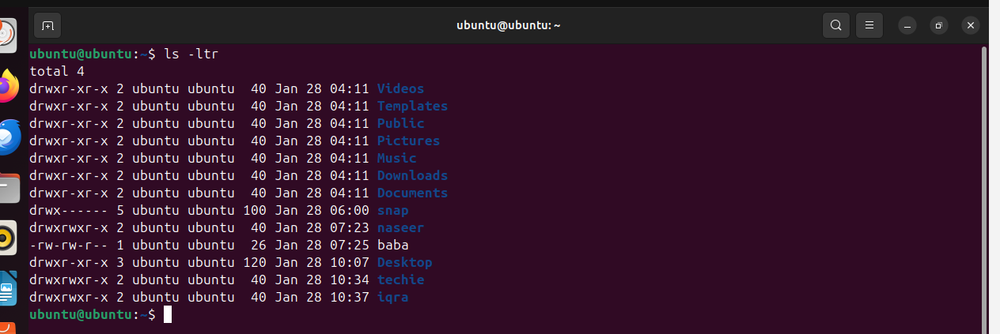 ubuntu@ubuntu: ~
ubuntu@ubuntu:~$ ls -ltr
total 4
drwxr-xr-x 2 ubuntu ubuntu  40 Jan 28 04:11 Videos
drwxr-xr-x 2 ubuntu ubuntu  40 Jan 28 04:11 Templates
drwxr-xr-x 2 ubuntu ubuntu  40 Jan 28 04:11 Public
drwxr-xr-x 2 ubuntu ubuntu  40 Jan 28 04:11 Pictures
drwxr-xr-x 2 ubuntu ubuntu  40 Jan 28 04:11 Music
drwxr-xr-x 2 ubuntu ubuntu  40 Jan 28 04:11 Downloads
drwxr-xr-x 2 ubuntu ubuntu  40 Jan 28 04:11 Documents
drwx------ 5 ubuntu ubuntu 100 Jan 28 06:00 snap
drwxrwxr-x 2 ubuntu ubuntu  40 Jan 28 07:23 naseer
-rw-rw-r-- 1 ubuntu ubuntu  26 Jan 28 07:25 baba
drwxr-xr-x 3 ubuntu ubuntu 120 Jan 28 10:07 Desktop
drwxrwxr-x 2 ubuntu ubuntu  40 Jan 28 10:34 techie
drwxrwxr-x 2 ubuntu ubuntu  40 Jan 28 10:37 iqra
ubuntu@ubuntu:~$